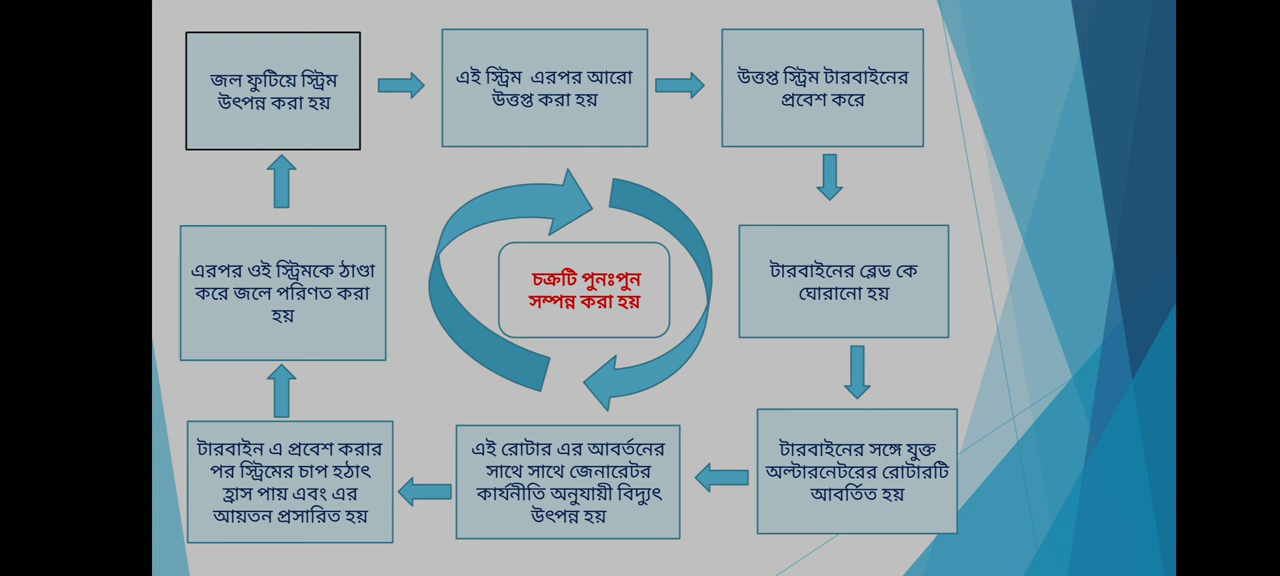 জল ফুটিয়ে স্ট্রিম
উৎপন্ন করা হয়
এই স্ট্রিম এরপর আরো
উত্তপ্ত করা হয়
উত্তপ্ত স্ট্রিম টারবাইনের
প্রবেশ করে
টারবাইনের ব্লেড কে
ঘোরানো হয়
টারবাইনের সঙ্গে যুক্ত
অল্টারনেটরের রোটারটি
আবর্তিত হয়
এই রোটার এর আবর্তনের
সাথে সাথে জেনারেটর
কার্যনীতি অনুযায়ী বিদ্যুৎ
উৎপন্ন হয়
টারবাইন এ প্রবেশ করার
পর স্ট্রিমের চাপ হঠাৎ
হ্রাস পায় এবং এর
আয়তন প্রসারিত হয়
এরপর ওই স্ট্রিমকে ঠাণ্ডা
করে জলে পরিণত করা
হয়
চক্রটি পুনঃপুন
সম্পন্ন করা হয়